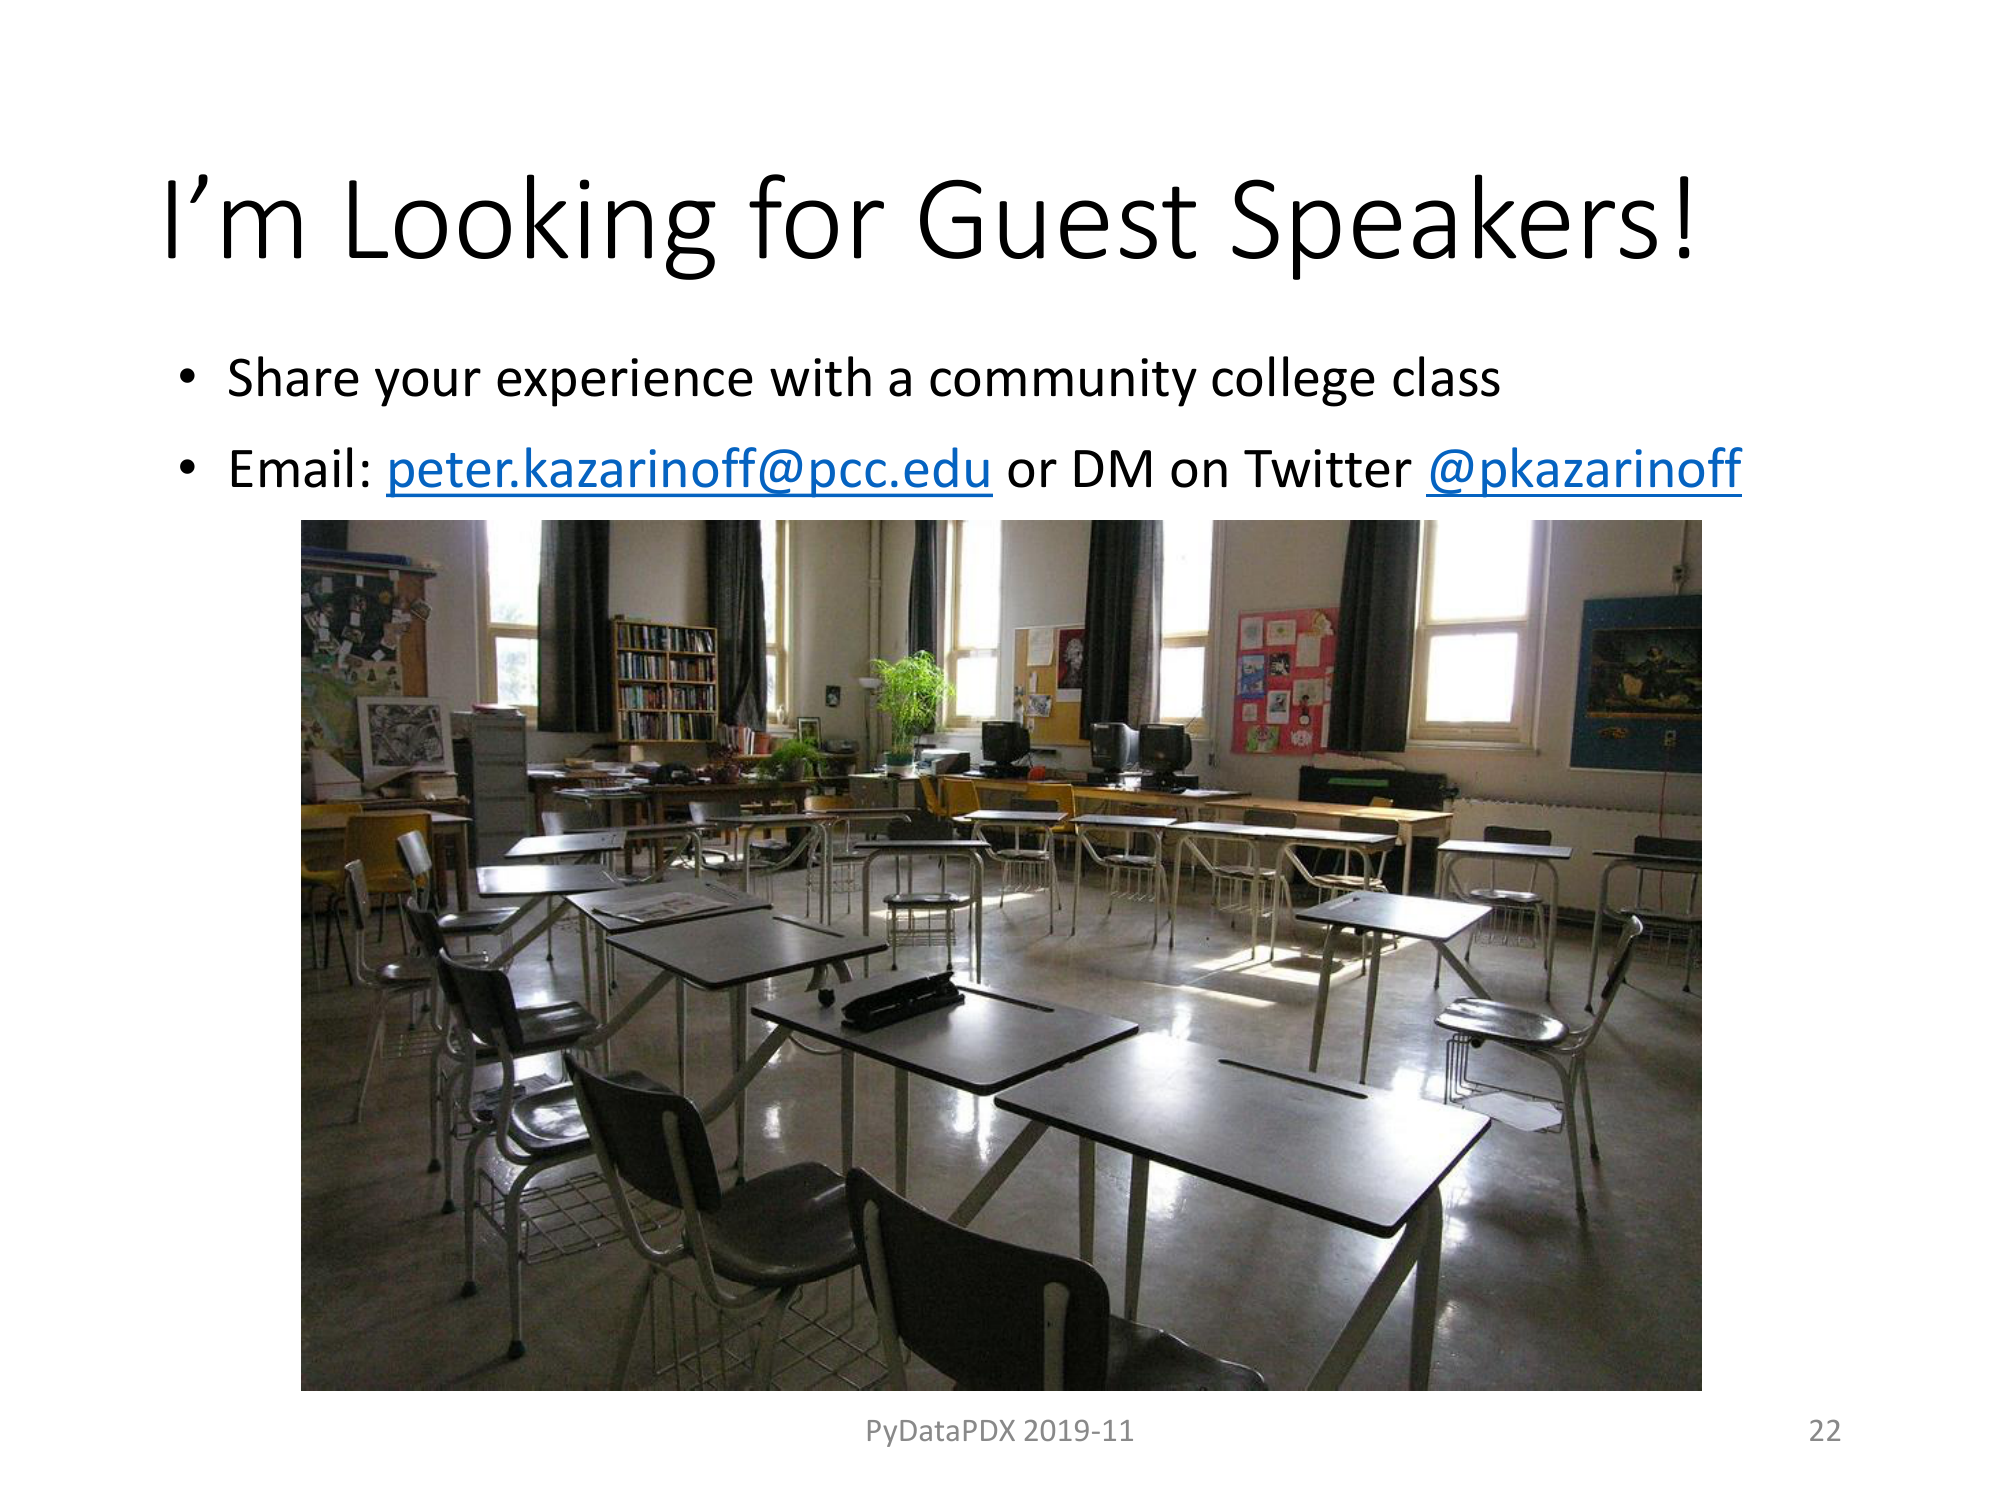 I’m Looking for Guest Speakers!
• Share your experience with a community college class
• Email: peter.kazarinoff@pcc.edu or DM on Twitter @pkazarinoff
PyDataPDX 2019-11
22